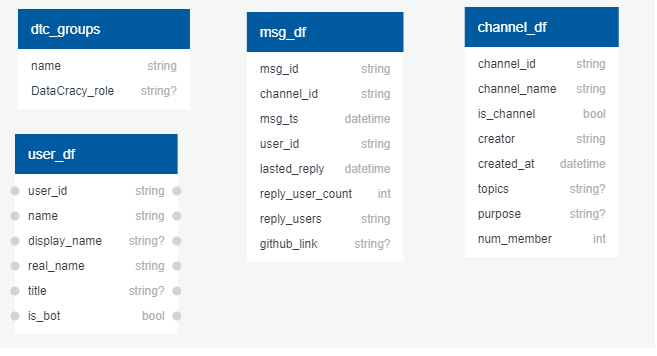 dtc_groups
name string
DataCracy_role string?
user_df
user_id string
name string
display_name string?
real_name string
title string?
is_bot bool
msg_df
msg_id string
channel_id string
msg_ts datetime
user_id string
lasted_reply datetime
reply_user_count int
reply_users string
github_link string?
channel_df
channel_id string
channel_name string
is_channel bool
creator string
created_at datetime
topics string?
purpose string?
num_member int